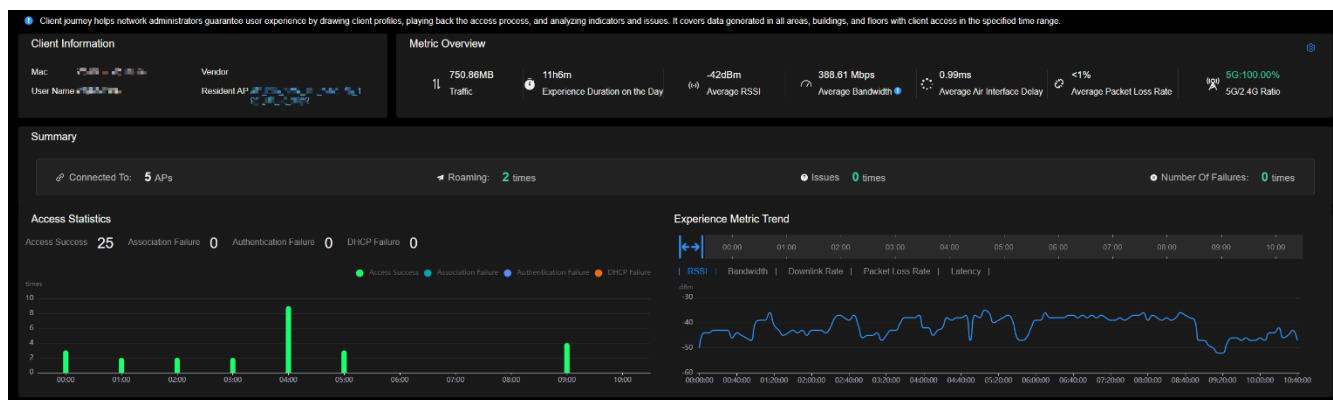 Client journey helps network administrators guarantee user experience by drawing client profiles, playing back the access process, and analyzing indicators and issues. It covers data generated in all areas, buildings, and floors with client access in the specified time range.
Client Information
Mac
Vendor
User Name
Resident AP
Metric Overview
750.86MB
Traffic
11h6m
Experience Duration on the Day
-42dBm
Average RSSI
388.61 Mbps
Average Bandwidth
0.99ms
Average Air Interface Delay
<1%
Average Packet Loss Rate
5G:100.00%
5G/2.4G Ratio
Summary
Connected To: 5 APs
Roaming: 2 times
Issues 0 times
Number Of Failures: 0 times
Access Statistics
Access Success 25 Association Failure 0 Authentication Failure 0 DHCP Failure 0
Access Success Association Failure Authentication Failure DHCP Failure
times
10
8
6
4
2
0
00:00 01:00 02:00 03:00 04:00 05:00 06:00 07:00 08:00 09:00 10:00
Experience Metric Trend
00:00 01:00 02:00 03:00 04:00 05:00 06:00 07:00 08:00 09:00 10:00
| RSSI | Bandwidth | Downlink Rate | Packet Loss Rate | Latency |
dBm
-30
-40
-50
-60
00:00:00 00:40:00 01:20:00 02:00:00 02:40:00 03:20:00 04:00:00 04:40:00 05:20:00 06:00:00 06:40:00 07:20:00 08:00:00 08:40:00 09:20:00 10:00:00 10:40:00